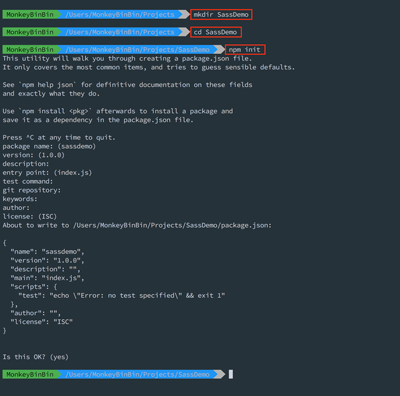 MonkeyBinBin /Users/MonkeyBinBin/Projects mkdir SassDemo
MonkeyBinBin /Users/MonkeyBinBin/Projects cd SassDemo
MonkeyBinBin /Users/MonkeyBinBin/Projects/SassDemo npm init
This utility will walk you through creating a package.json file.
It only covers the most common items, and tries to guess sensible defaults.
See `npm help json` for definitive documentation on these fields
and exactly what they do.
Use `npm install <pkg>` afterwards to install a package and
save it as a dependency in the package.json file.
Press ^C at any time to quit.
package name: (sassdemo)
version: (1.0.0)
description:
entry point: (index.js)
test command:
git repository:
keywords:
author:
license: (ISC)
About to write to /Users/MonkeyBinBin/Projects/SassDemo/package.json:
{
"name": "sassdemo",
"version": "1.0.0",
"description": "",
"main": "index.js",
"scripts": {
"test": "echo \"Error: no test specified\" && exit 1"
},
"author": "",
"license": "ISC"
}
Is this OK? (yes)
MonkeyBinBin /Users/MonkeyBinBin/Projects/SassDemo